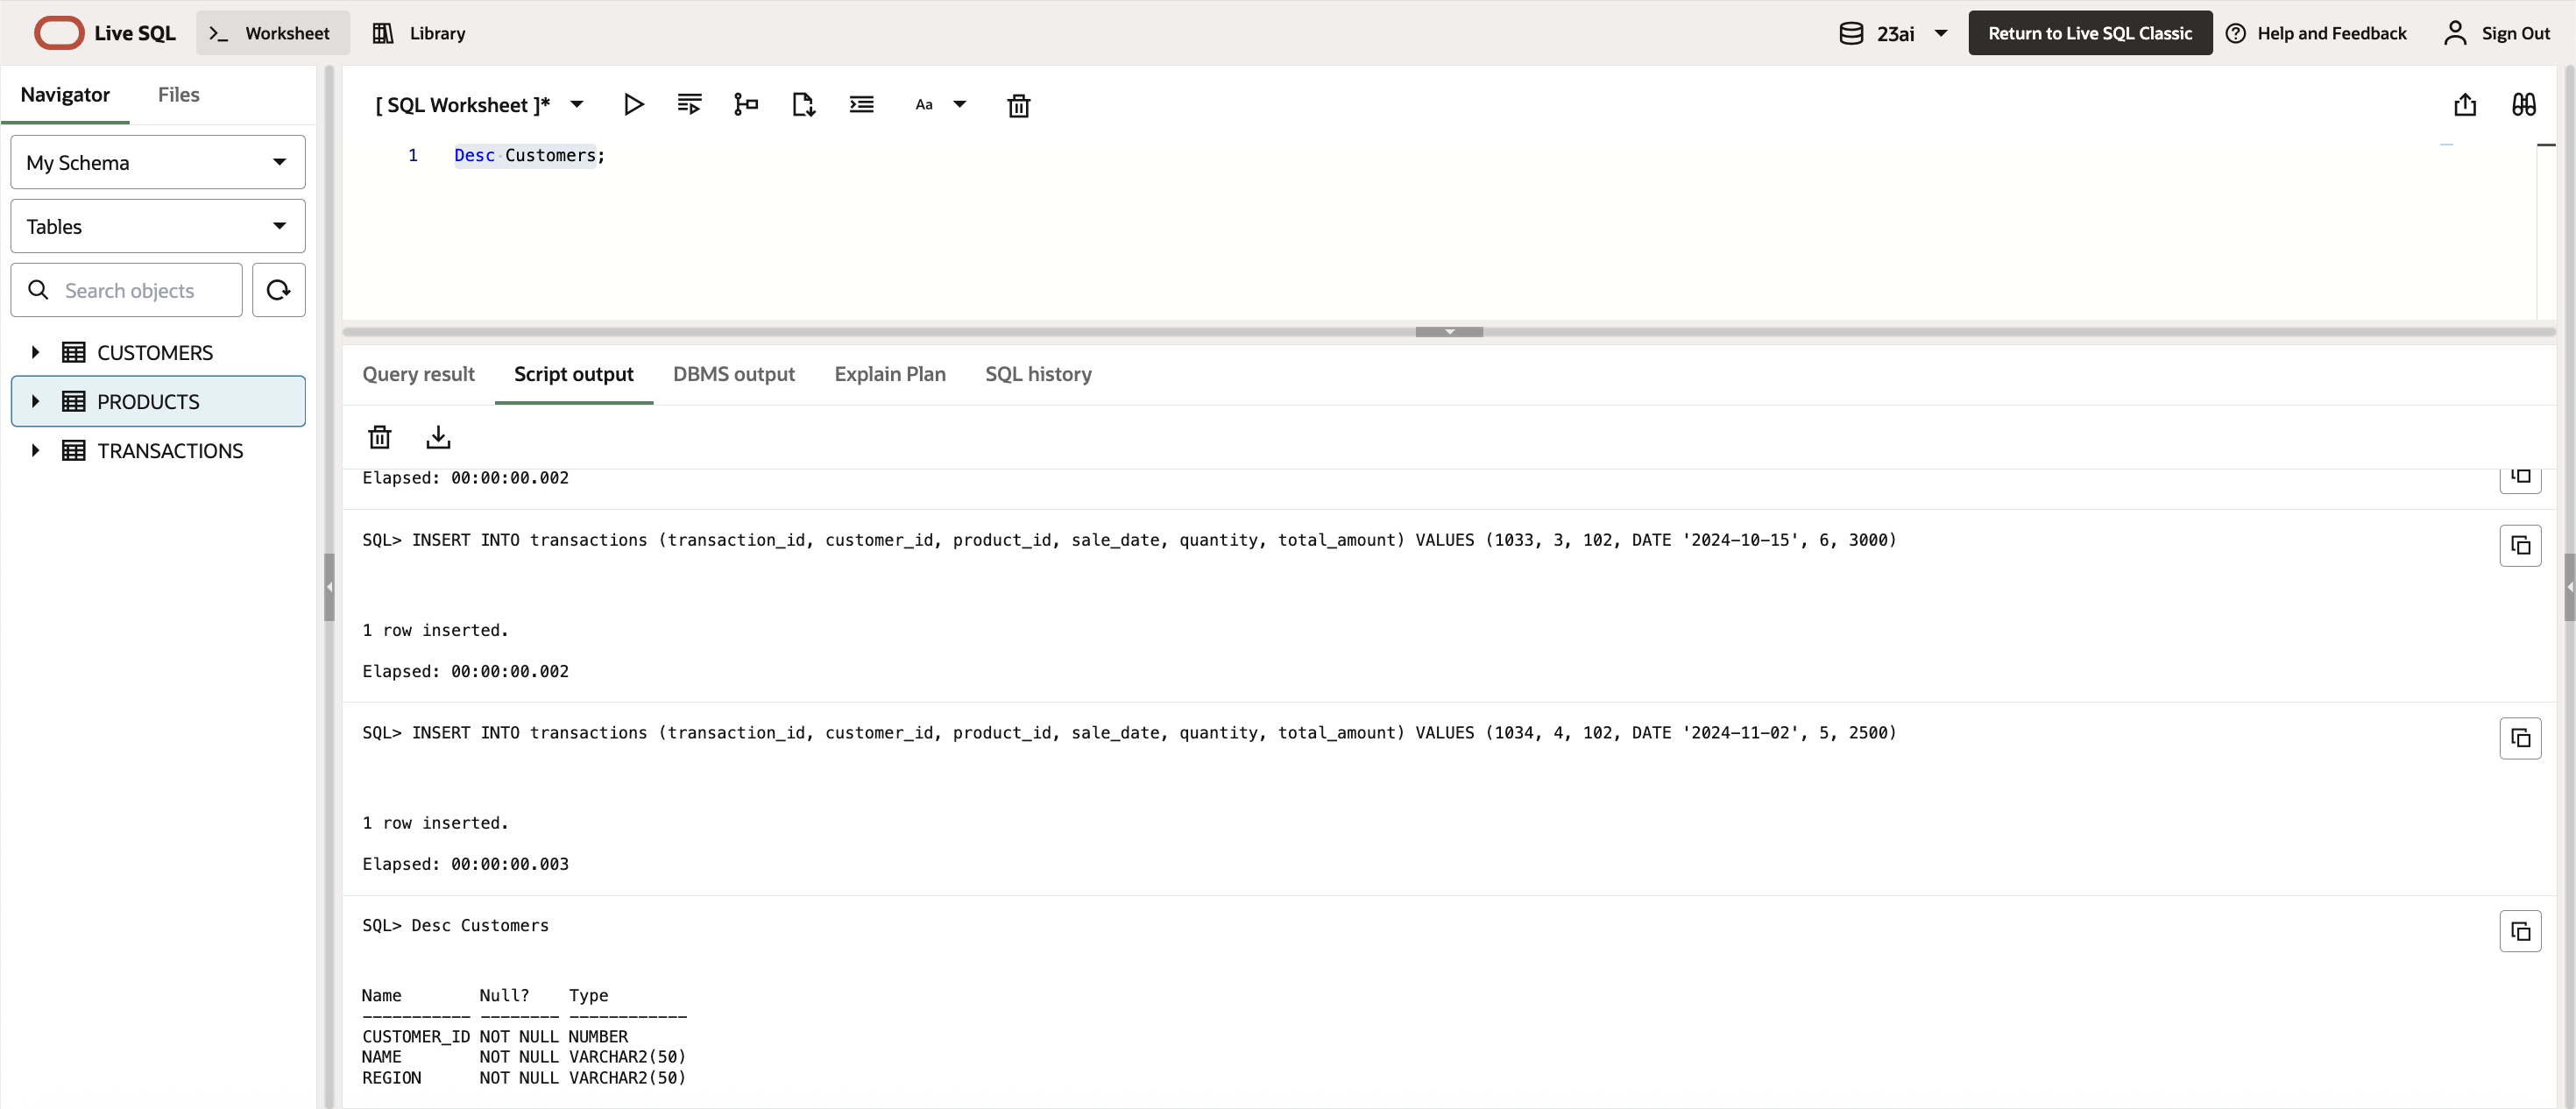 Live SQL
Worksheet
Library
23ai
Return to Live SQL Classic
Help and Feedback
Sign Out
Navigator
Files
[ SQL Worksheet ]*
Aa
My Schema
1 Desc Customers;
Tables
Search objects
CUSTOMERS
PRODUCTS
TRANSACTIONS
Query result
Script output
DBMS output
Explain Plan
SQL history
Elapsed: 00:00:00.002
SQL> INSERT INTO transactions (transaction_id, customer_id, product_id, sale_date, quantity, total_amount) VALUES (1033, 3, 102, DATE '2024-10-15', 6, 3000)
1 row inserted.
Elapsed: 00:00:00.002
SQL> INSERT INTO transactions (transaction_id, customer_id, product_id, sale_date, quantity, total_amount) VALUES (1034, 4, 102, DATE '2024-11-02', 5, 2500)
1 row inserted.
Elapsed: 00:00:00.003
SQL> Desc Customers
Name        Null?    Type
----------- -------- ------------
CUSTOMER_ID NOT NULL NUMBER
NAME        NOT NULL VARCHAR2(50)
REGION      NOT NULL VARCHAR2(50)